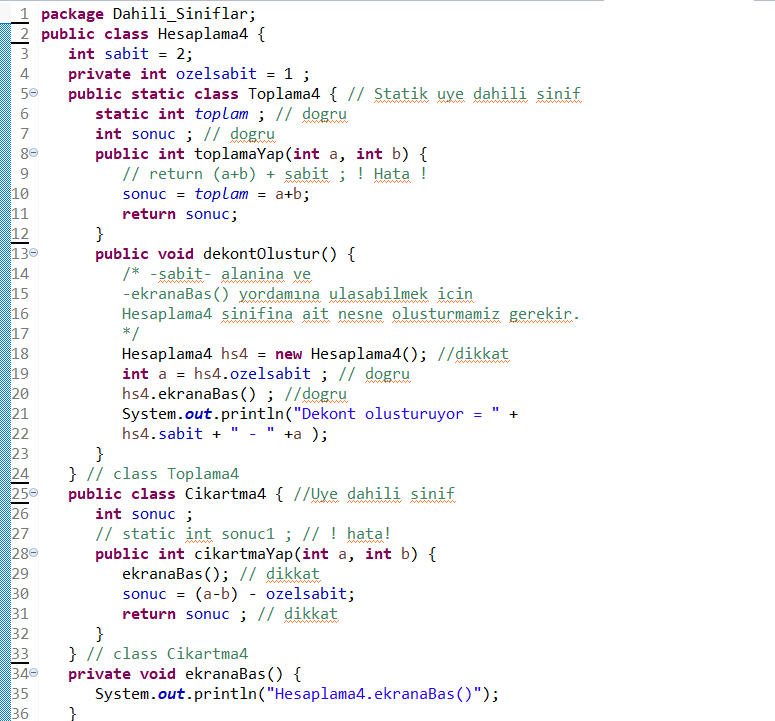 1 package Dahili_Siniflar;
2 public class Hesaplama4 {
3 int sabit = 2;
4 private int ozelsabit = 1 ;
5 public static class Toplama4 { // Statik uye dahili sinif
6 static int toplam ; // dogru
7 int sonuc ; // dogru
8 public int toplamaYap(int a, int b) {
9 // return (a+b) + sabit ; ! Hata !
10 sonuc = toplam = a+b;
11 return sonuc;
12 }
13 public void dekontOlustur() {
14 /* -sabit- alanina ve
15 -ekranaBas() yordamına ulasabilmek icin
16 Hesaplama4 sinifina ait nesne olusturmamiz gerekir.
17 */
18 Hesaplama4 hs4 = new Hesaplama4(); //dikkat
19 int a = hs4.ozelsabit ; // dogru
20 hs4.ekranaBas() ; //dogru
21 System.out.println("Dekont olusturuyor = " +
22 hs4.sabit + " - " +a );
23 }
24 } // class Toplama4
25 public class Cikartma4 { //Uye dahili sinif
26 int sonuc ;
27 // static int sonuc1 ; // ! hata!
28 public int cikartmaYap(int a, int b) {
29 ekranaBas(); // dikkat
30 sonuc = (a-b) - ozelsabit;
31 return sonuc ; // dikkat
32 }
33 } // class Cikartma4
34 private void ekranaBas() {
35 System.out.println("Hesaplama4.ekranaBas()");
36 }